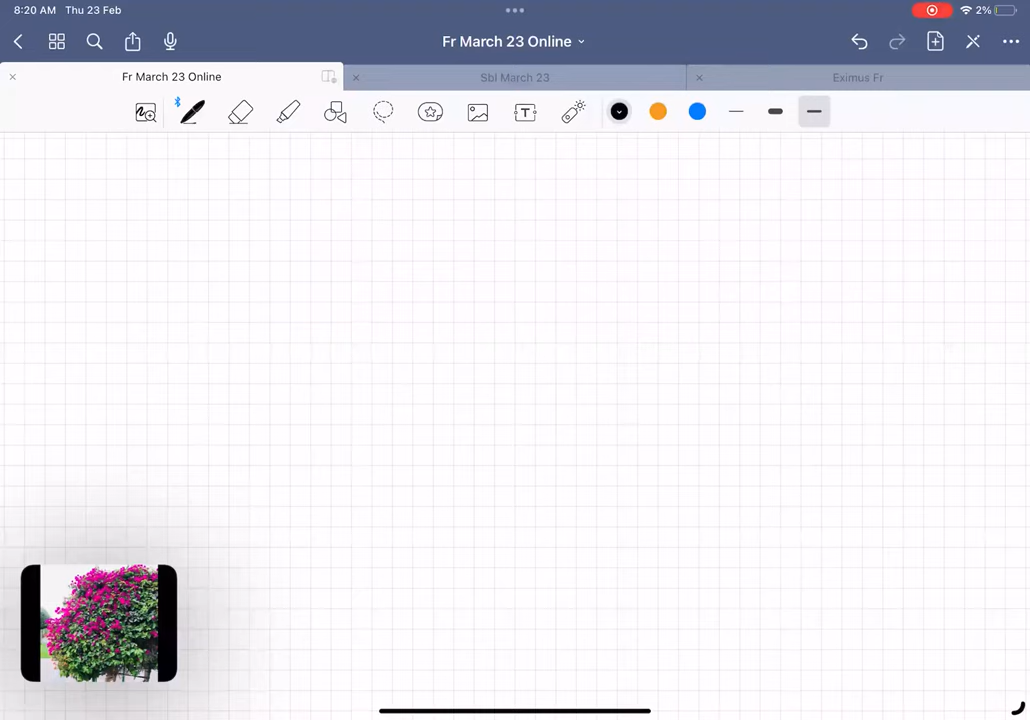 8:20 AM Thu 23 Feb
2%
Fr March 23 Online
Fr March 23 Online
Sbl March 23
Eximus Fr
T